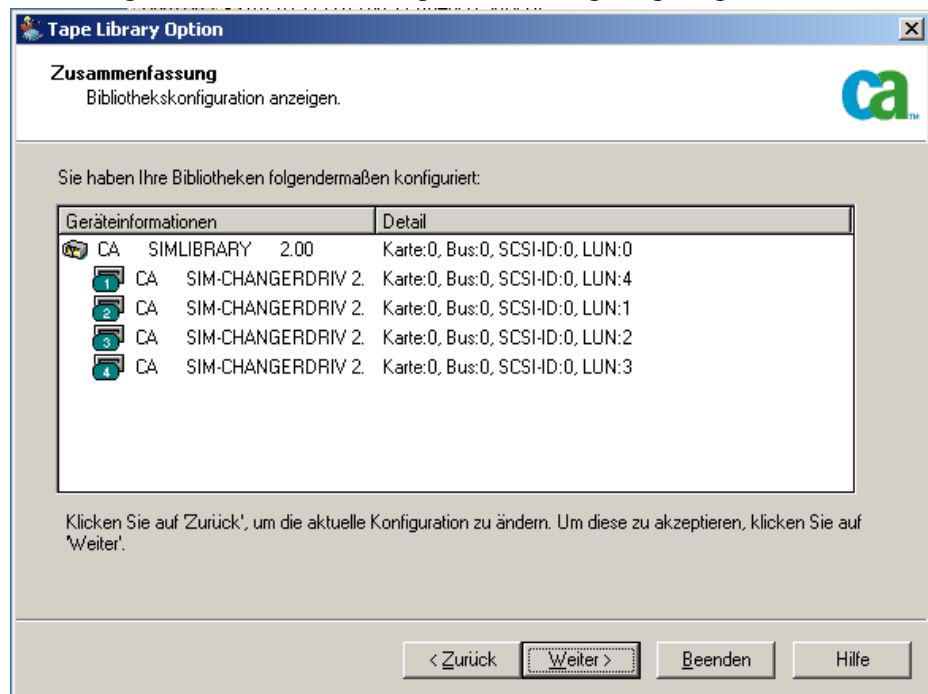 Tape Library Option
Zusammenfassung
Bibliothekskonfiguration anzeigen.
ca TM
Sie haben Ihre Bibliotheken folgendermaßen konfiguriert:
Geräteinformationen Detail
CA SIMLIBRARY 2.00 Karte:0, Bus:0, SCSI-ID:0, LUN:0
1 CA SIM-CHANGERDRIV 2. Karte:0, Bus:0, SCSI-ID:0, LUN:4
2 CA SIM-CHANGERDRIV 2. Karte:0, Bus:0, SCSI-ID:0, LUN:1
3 CA SIM-CHANGERDRIV 2. Karte:0, Bus:0, SCSI-ID:0, LUN:2
4 CA SIM-CHANGERDRIV 2. Karte:0, Bus:0, SCSI-ID:0, LUN:3
Klicken Sie auf 'Zurück', um die aktuelle Konfiguration zu ändern. Um diese zu akzeptieren, klicken Sie auf
'Weiter'.
< Zurück Weiter > Beenden Hilfe